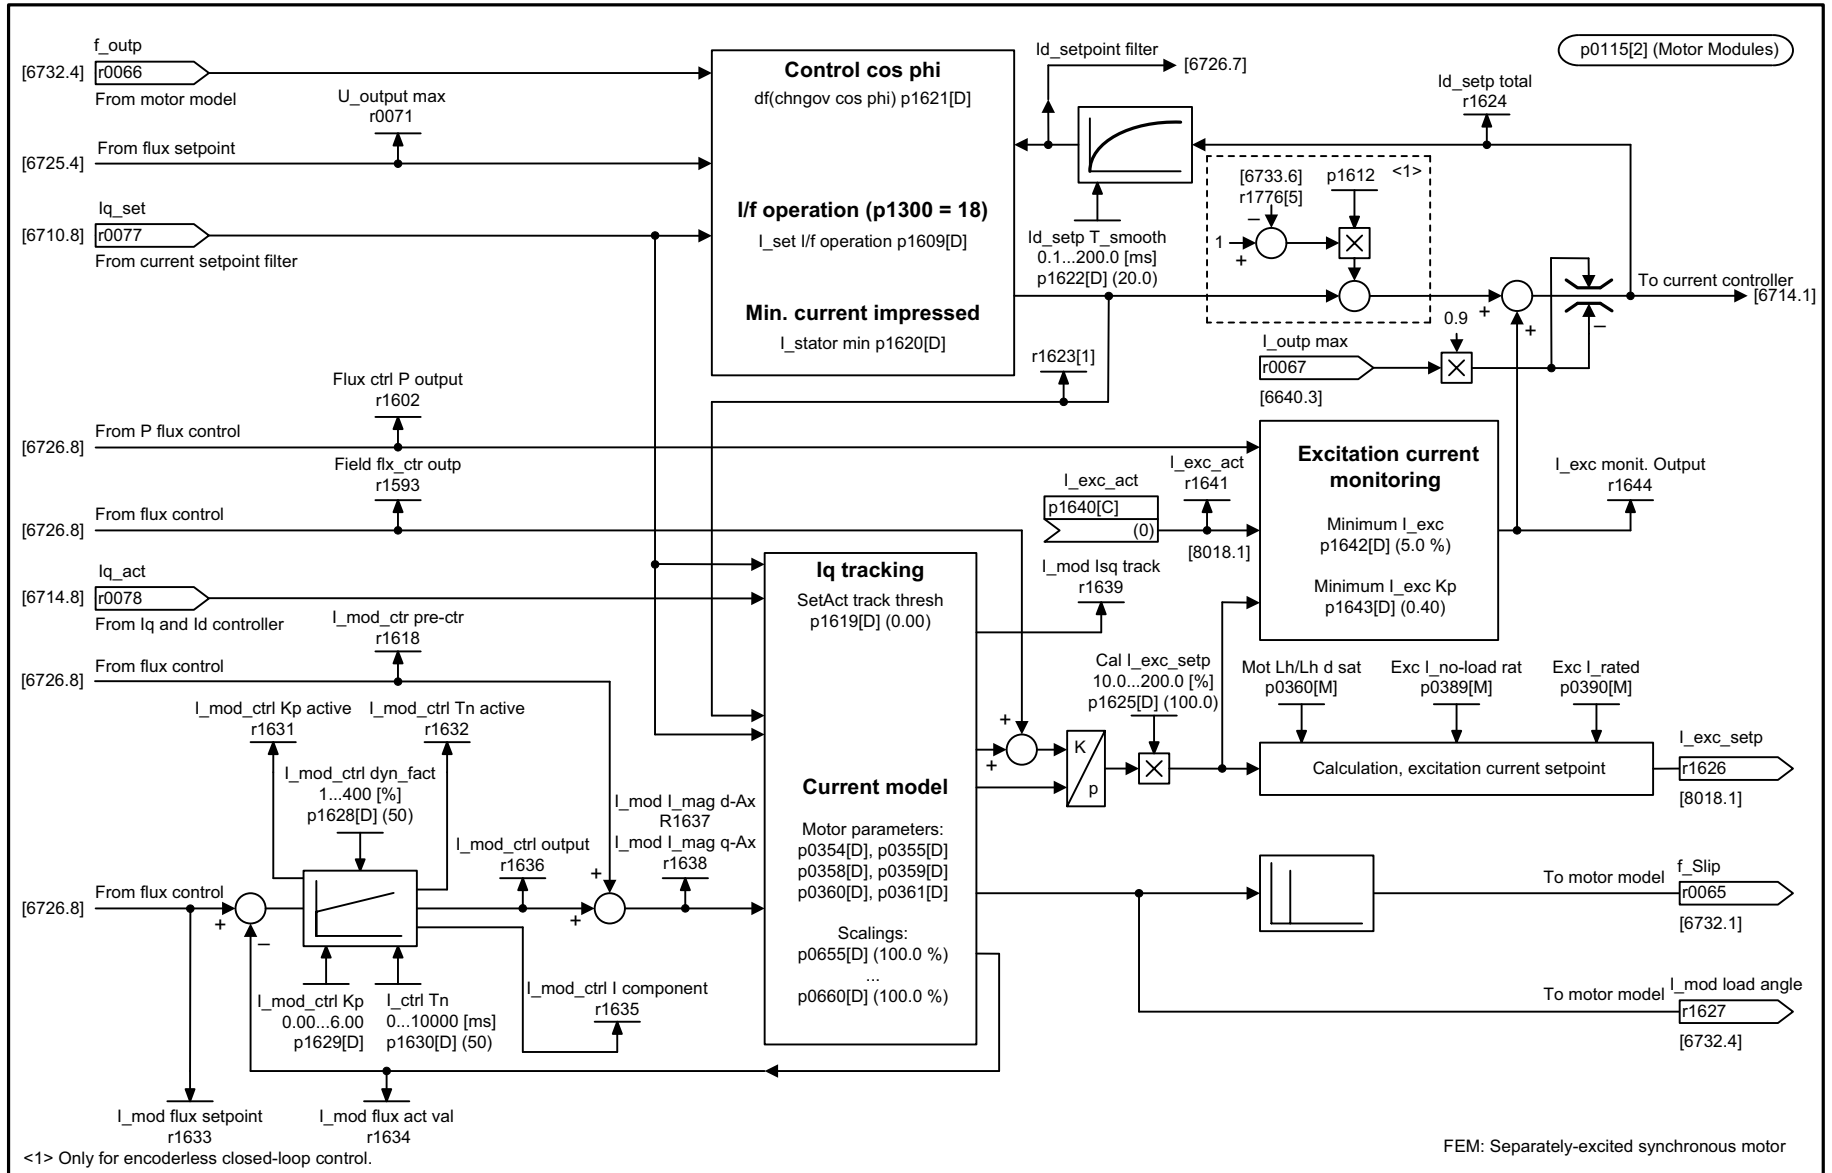 f_outp
[6732.4]
r0066
From motor model
U_output max
r0071
[6725.4]
From flux setpoint
Iq_set
[6710.8]
r0077
From current setpoint filter
Control cos phi
df(chngov cos phi) p1621[D]
I/f operation (p1300 = 18)
I_set I/f operation p1609[D]
Min. current impressed
I_stator min p1620[D]
Id_setpoint filter
[6726.7]
p0115[2] (Motor Modules)
Id_setp total
r1624
Id_setp T_smooth
0.1...200.0 [ms]
p1622[D] (20.0)
[6733.6]
r1776[5]
p1612
<1>
–
1
+
×
+
+
–
To current controller
[6714.1]
0.9
×
I_outp max
r0067
[6640.3]
r1623[1]
Flux ctrl P output
r1602
[6726.8]
From P flux control
Field flx_ctr outp
r1593
[6726.8]
From flux control
I_exc_act
p1640[C]
(0)
I_exc_act
r1641
[8018.1]
Excitation current
monitoring
Minimum I_exc
p1642[D] (5.0 %)
Minimum I_exc Kp
p1643[D] (0.40)
I_exc monit. Output
r1644
Iq_act
[6714.8]
r0078
From Iq and Id controller
I_mod_ctr pre-ctr
r1618
[6726.8]
From flux control
Iq tracking
SetAct track thresh
p1619[D] (0.00)
I_mod Isq track
r1639
Current model
Motor parameters:
p0354[D], p0355[D]
p0358[D], p0359[D]
p0360[D], p0361[D]
Scalings:
p0655[D] (100.0 %)
...
p0660[D] (100.0 %)
+
+
K
p
Cal I_exc_setp
10.0...200.0 [%]
p1625[D] (100.0)
×
Mot Lh/Lh d sat
p0360[M]
Exc I_no-load rat
p0389[M]
Exc I_rated
p0390[M]
Calculation, excitation current setpoint
I_exc_setp
r1626
[8018.1]
I_mod_ctrl Kp active
r1631
I_mod_ctrl Tn active
r1632
I_mod_ctrl dyn_fact
1...400 [%]
p1628[D] (50)
I_mod_ctrl output
r1636
I_mod I_mag d-Ax
R1637
I_mod I_mag q-Ax
r1638
[6726.8]
From flux control
+
–
+
+
I_mod_ctrl Kp
0.00...6.00
p1629[D]
I_ctrl Tn
0...10000 [ms]
p1630[D] (50)
I_mod_ctrl I component
r1635
To motor model
f_Slip
r0065
[6732.1]
To motor model
I_mod load angle
r1627
[6732.4]
I_mod flux setpoint
r1633
I_mod flux act val
r1634
<1> Only for encoderless closed-loop control.
FEM: Separately-excited synchronous motor